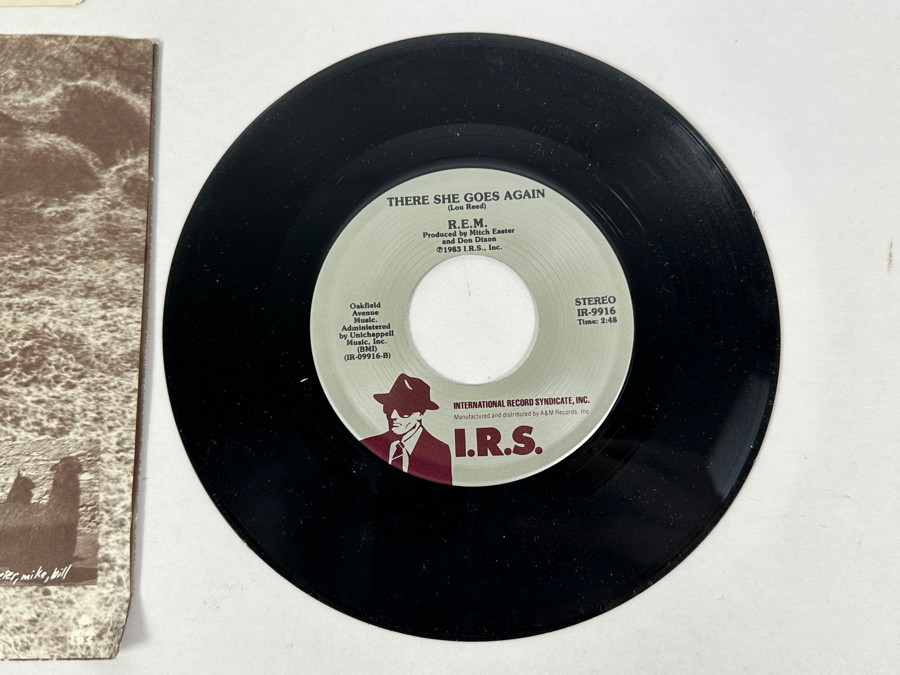 THERE SHE GOES AGAIN
(Lou Reed)
R.E.M.
Produced by Mitch Easter
and Don Dixon
℗1983 I.R.S., Inc.
Oakfield
Avenue
Music.
Administered
by Unichappell
Music, Inc.
(BMI)
(IR-09916-B)
STEREO
IR-9916
Time: 2:48
INTERNATIONAL RECORD SYNDICATE, INC.
Manufactured and distributed by A&M Records, Inc.
I.R.S.
mike, bill
I.R.S